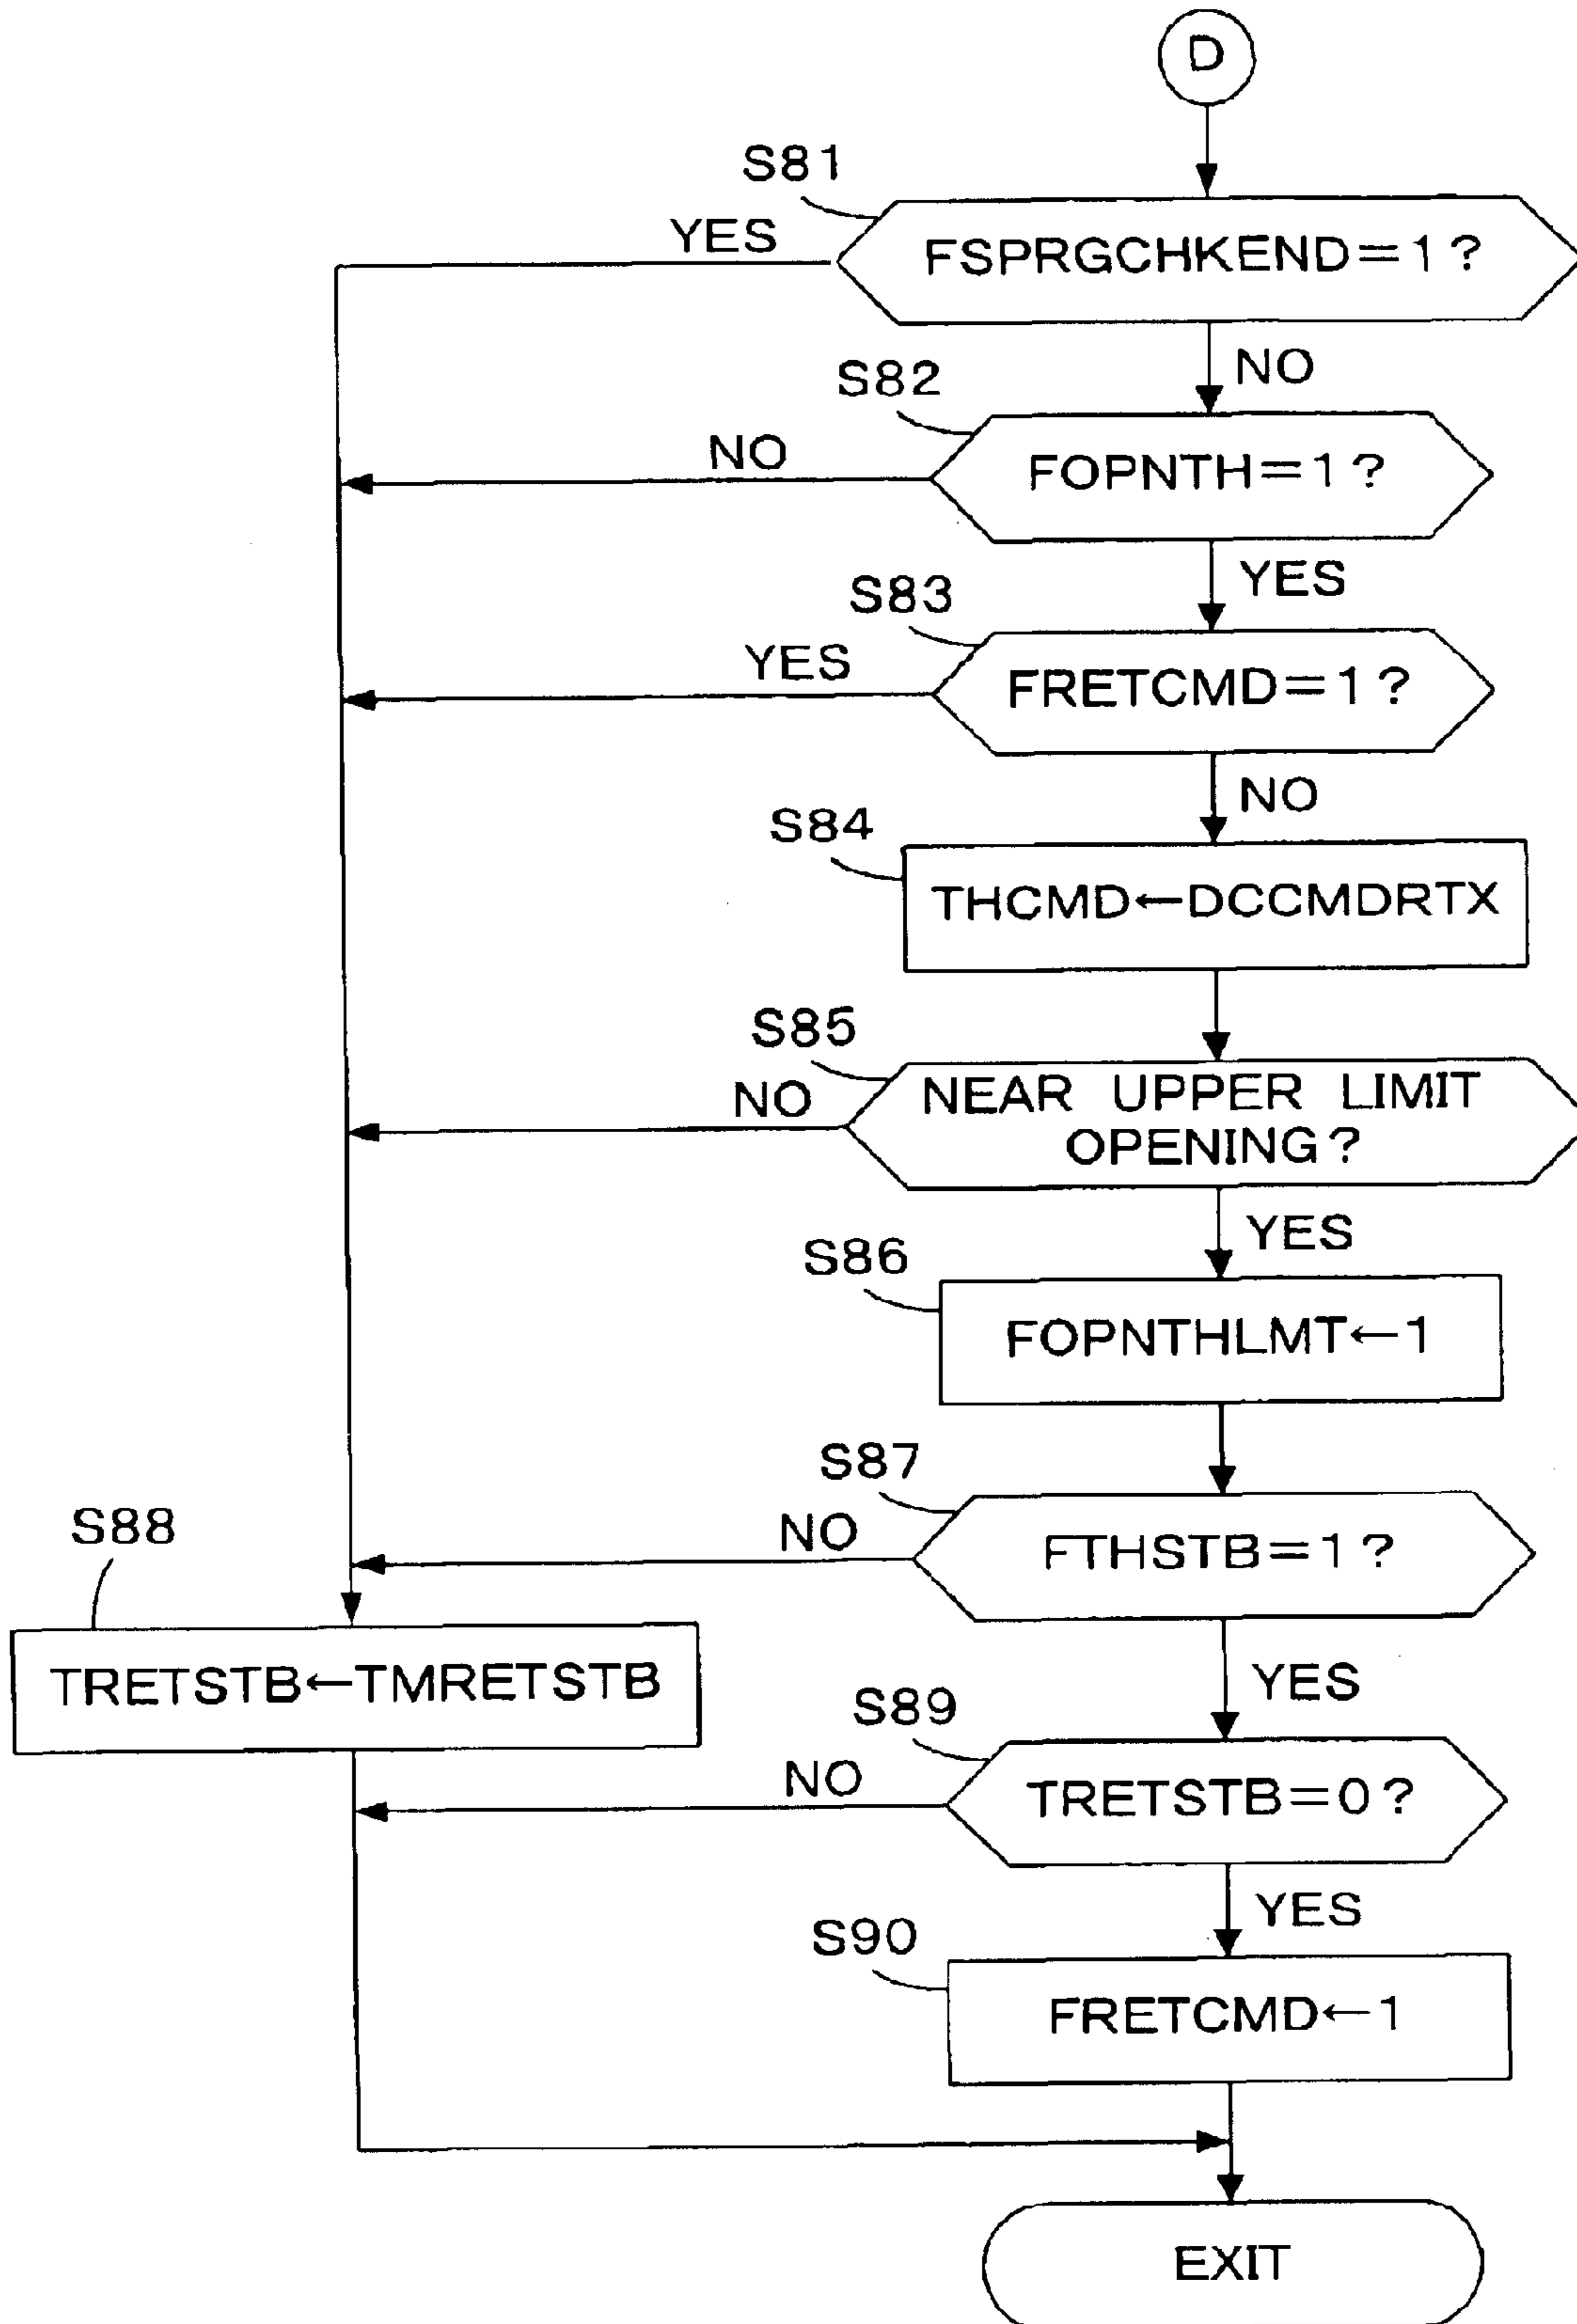 D
S81
YES
FSPRGCHKEND=1?
NO
S82
NO
FOPNTH=1?
YES
S83
YES
FRETCMD=1?
NO
S84
THCMD←DCCMDRTX
S85
NO
NEAR UPPER LIMIT
OPENING?
YES
S86
FOPNTHLMT←1
S87
NO
FTHSTB=1?
S88
TRETSTB←TMRETSTB
YES
S89
NO
TRETSTB=0?
YES
S90
FRETCMD←1
EXIT